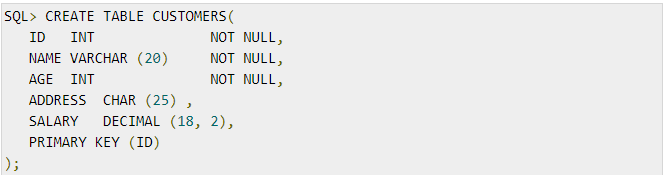 SQL> CREATE TABLE CUSTOMERS(
   ID   INT              NOT NULL,
   NAME VARCHAR (20)     NOT NULL,
   AGE  INT              NOT NULL,
   ADDRESS  CHAR (25) ,
   SALARY   DECIMAL (18, 2),
   PRIMARY KEY (ID)
);